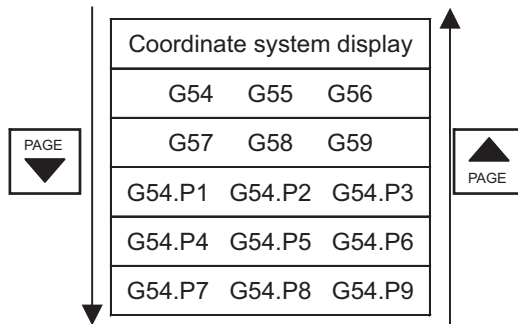 Coordinate system display
G54 G55 G56
PAGE
G57 G58 G59
PAGE
G54.P1 G54.P2 G54.P3
G54.P4 G54.P5 G54.P6
G54.P7 G54.P8 G54.P9